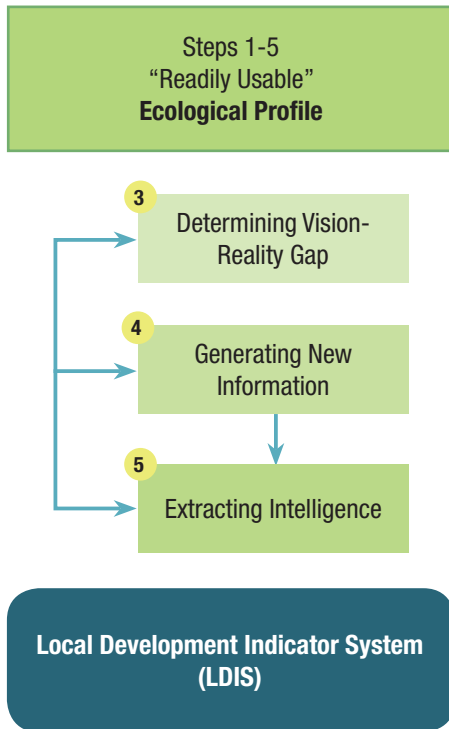 Steps 1-5
“Readily Usable”
Ecological Profile
3
Determining Vision-
Reality Gap
4
Generating New
Information
5
Extracting Intelligence
Local Development Indicator System
(LDIS)